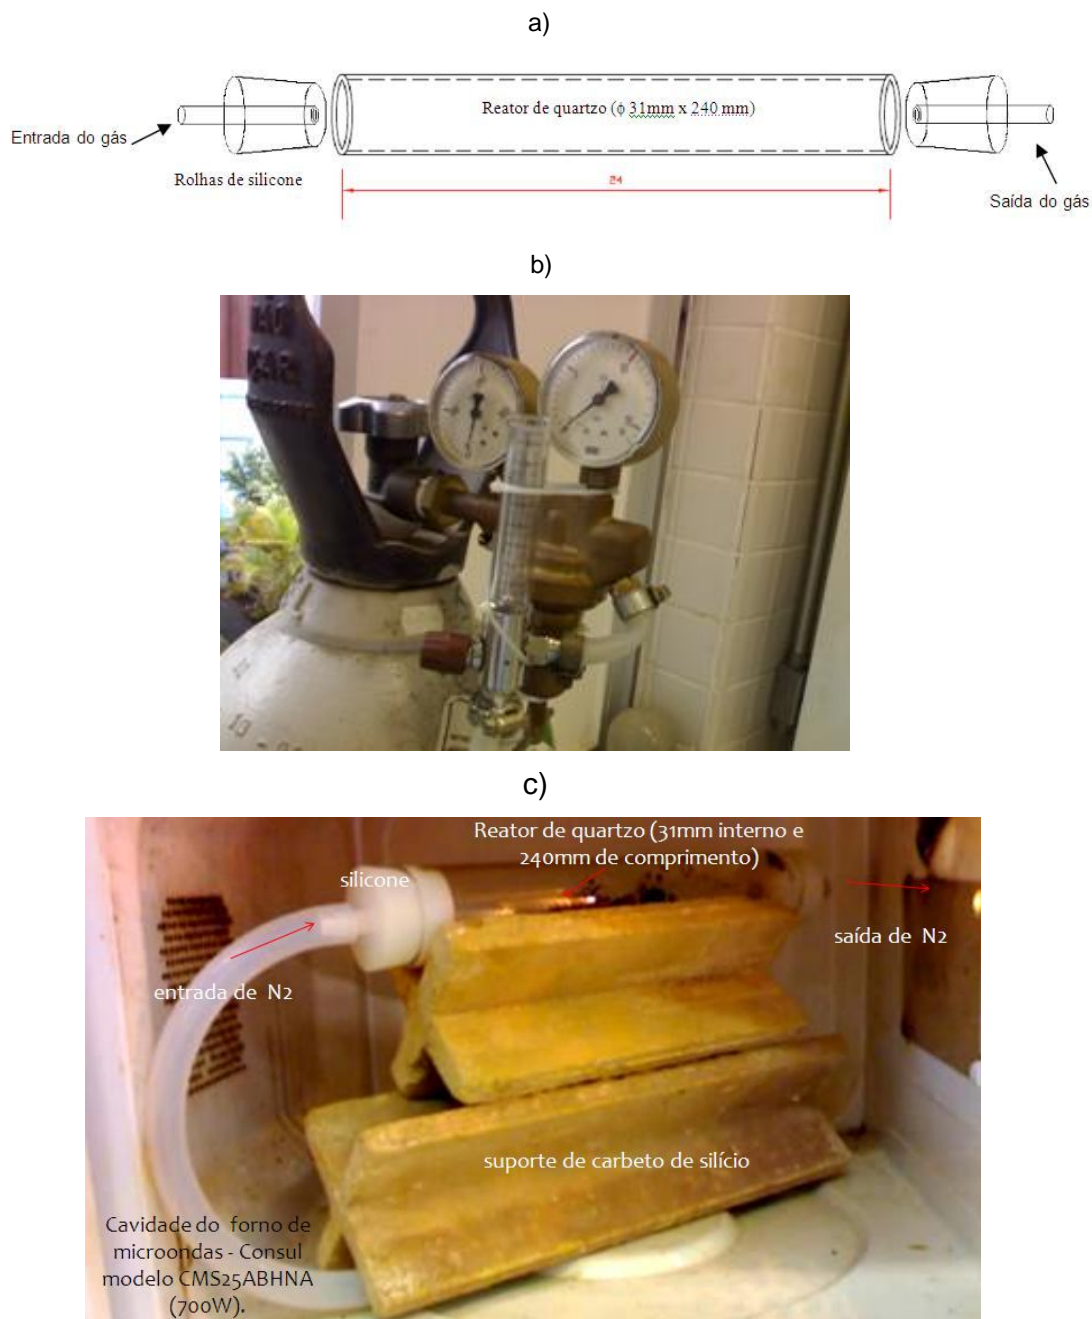 a)
Reator de quartzo (ϕ 31mm x 240 mm)
Entrada do gás
Rolhas de silicone
24
Saída do gás
b)
c)
Reator de quartzo (31mm interno e
240mm de comprimento)
silicone
saída de N2
entrada de N2
suporte de carbeto de silício
Cavidade do forno de
microondas - Consul
modelo CMS25ABHNA
(700W).